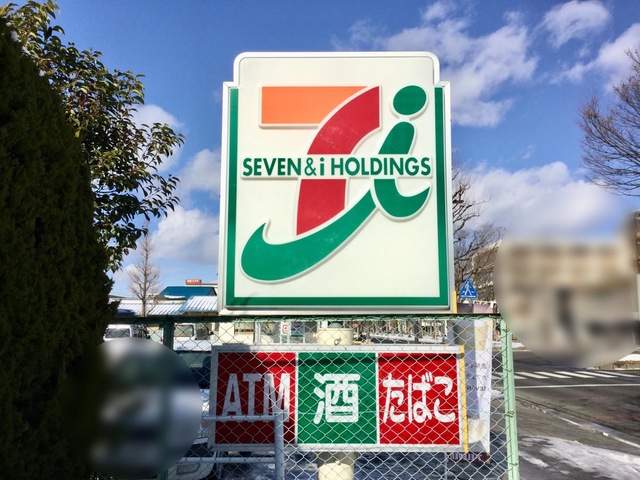 SEVEN&i HOLDINGS
ATM 酒 たばこ